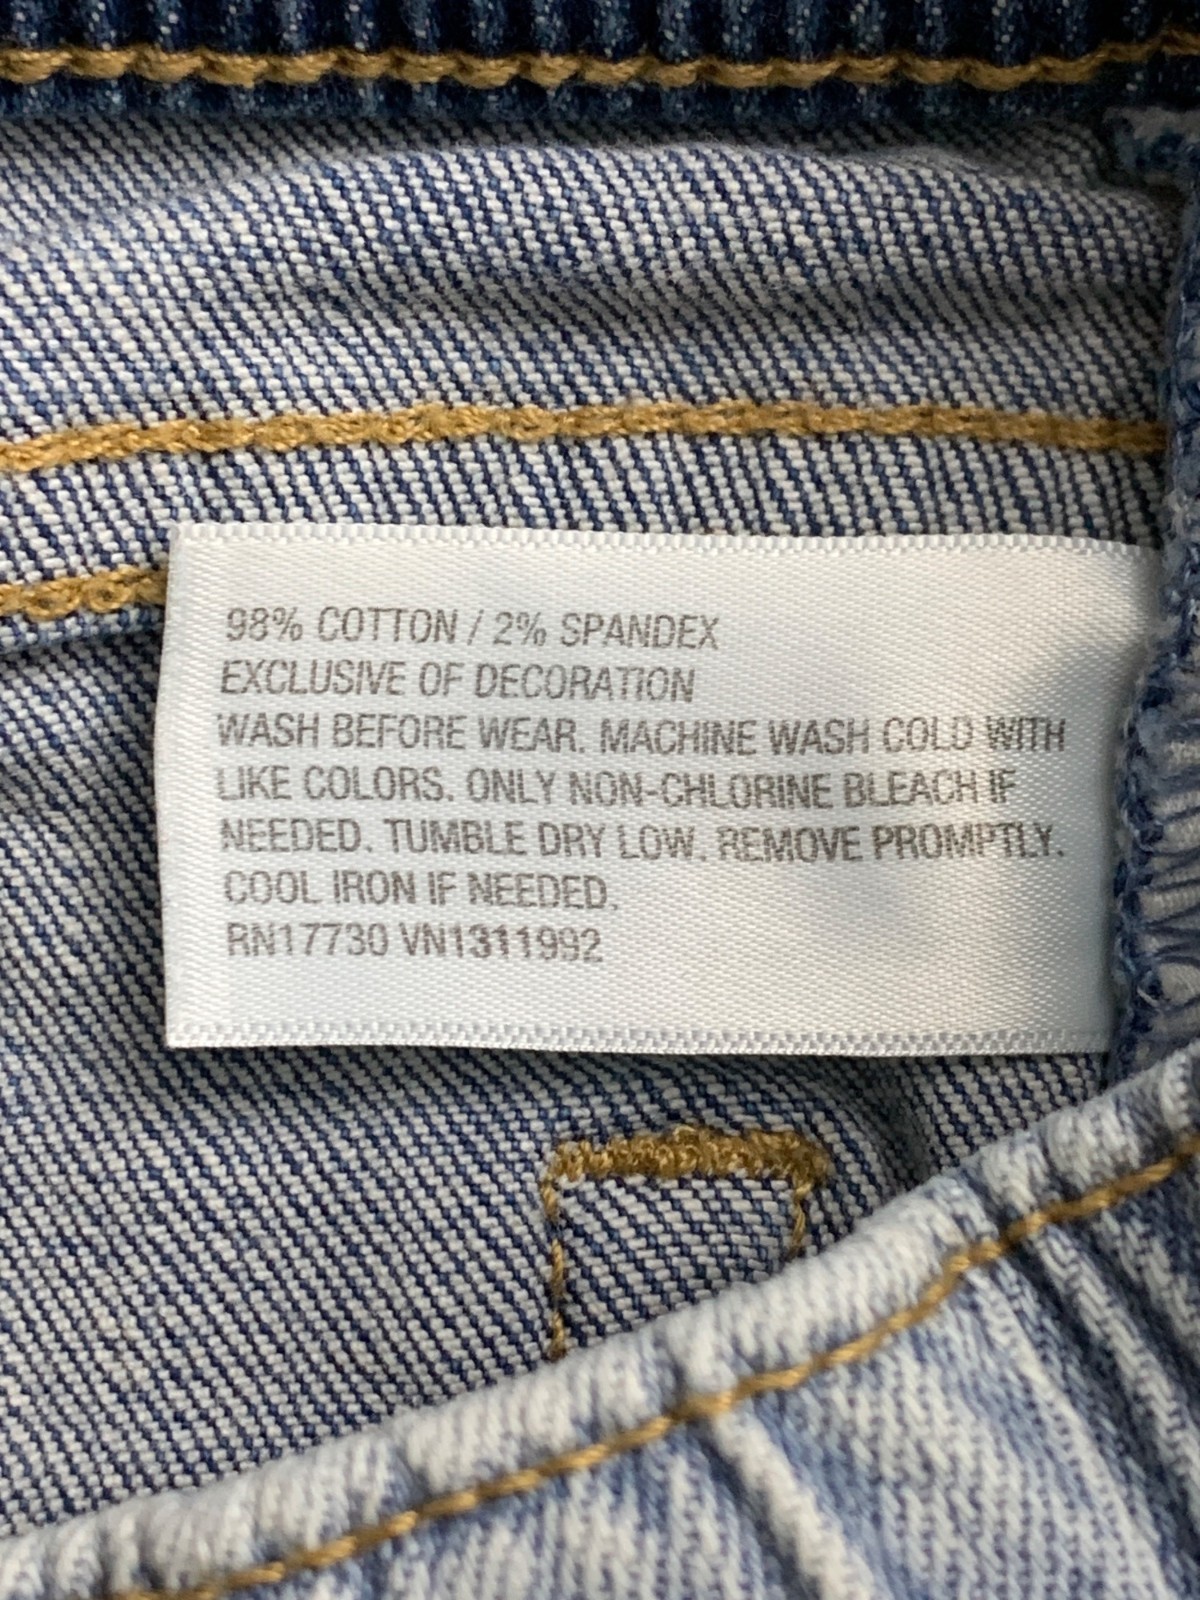 98% COTTON / 2% SPANDEX
EXCLUSIVE OF DECORATION
WASH BEFORE WEAR. MACHINE WASH COLD WITH
LIKE COLORS. ONLY NON-CHLORINE BLEACH IF
NEEDED. TUMBLE DRY LOW. REMOVE PROMPTLY.
COOL IRON IF NEEDED.
RN17730 VN1311992